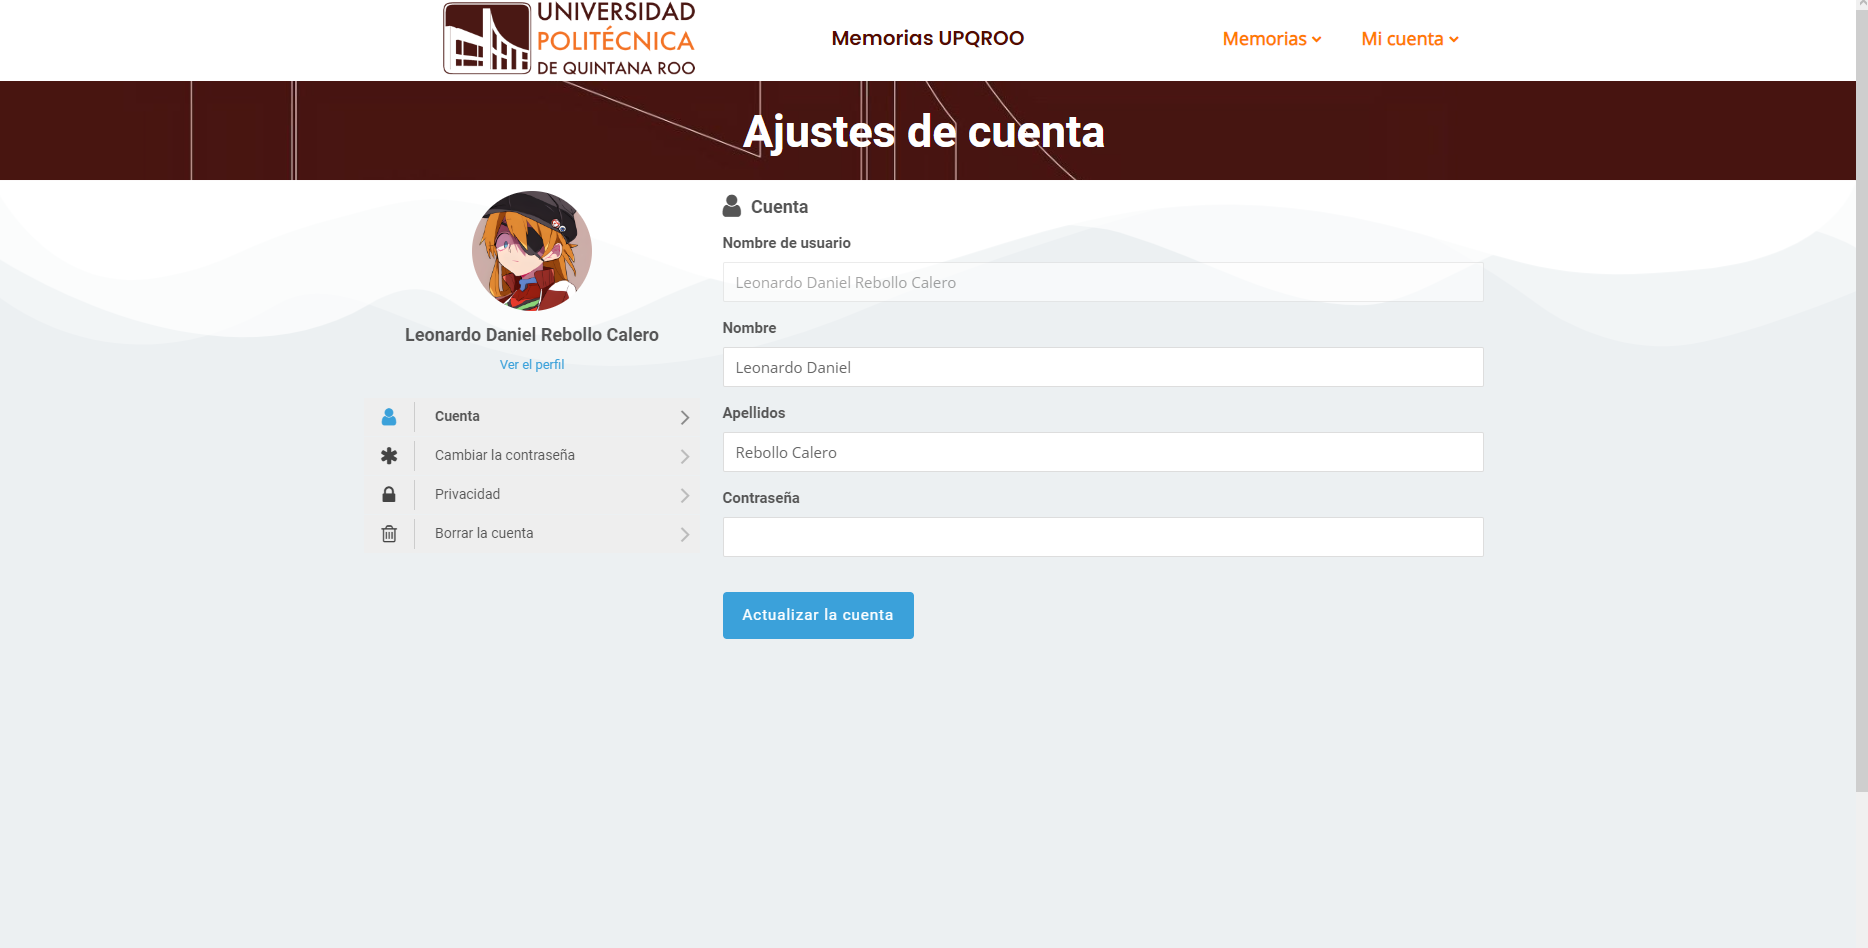 UNIVERSIDAD
POLITÉCNICA
DE QUINTANA ROO
Memorias UPQROO
Memorias
Mi cuenta
Ajustes de cuenta
Leonardo Daniel Rebollo Calero
Ver el perfil
Cuenta
Cambiar la contraseña
Privacidad
Borrar la cuenta
Cuenta
Nombre de usuario
Leonardo Daniel Rebollo Calero
Nombre
Leonardo Daniel
Apellidos
Rebollo Calero
Contraseña
Actualizar la cuenta